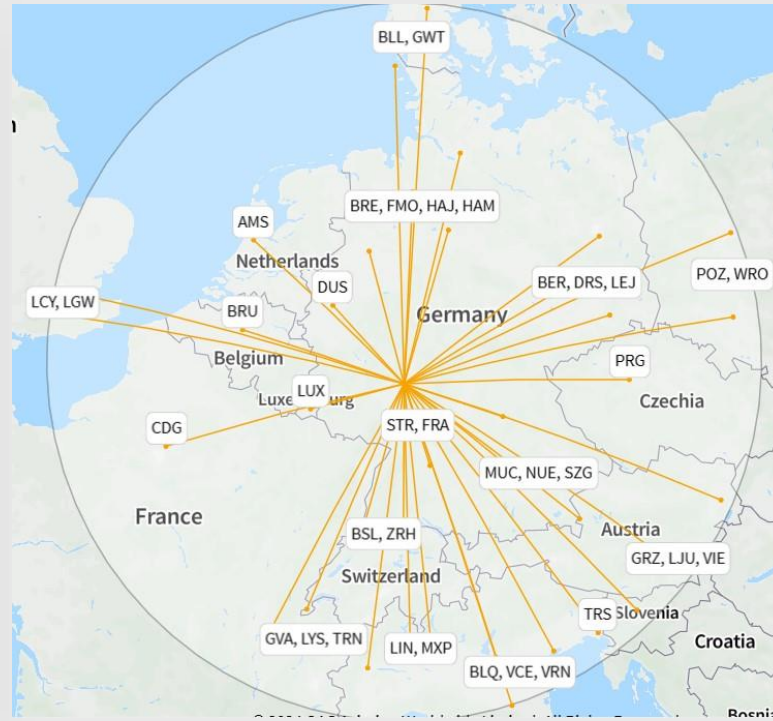 BLL, GWT
BRE, FMO, HAJ, HAM
AMS
Netherlands
BER, DRS, LEJ
POZ, WRO
DUS
LCY, LGW
BRU
Germany
Belgium
PRG
LUX
Luxembourg
Czechia
CDG
STR, FRA
MUC, NUE, SZG
France
BSL, ZRH
Austria
GRZ, LJU, VIE
Switzerland
TRS
Slovenia
GVA, LYS, TRN
LIN, MXP
Croatia
BLQ, VCE, VRN